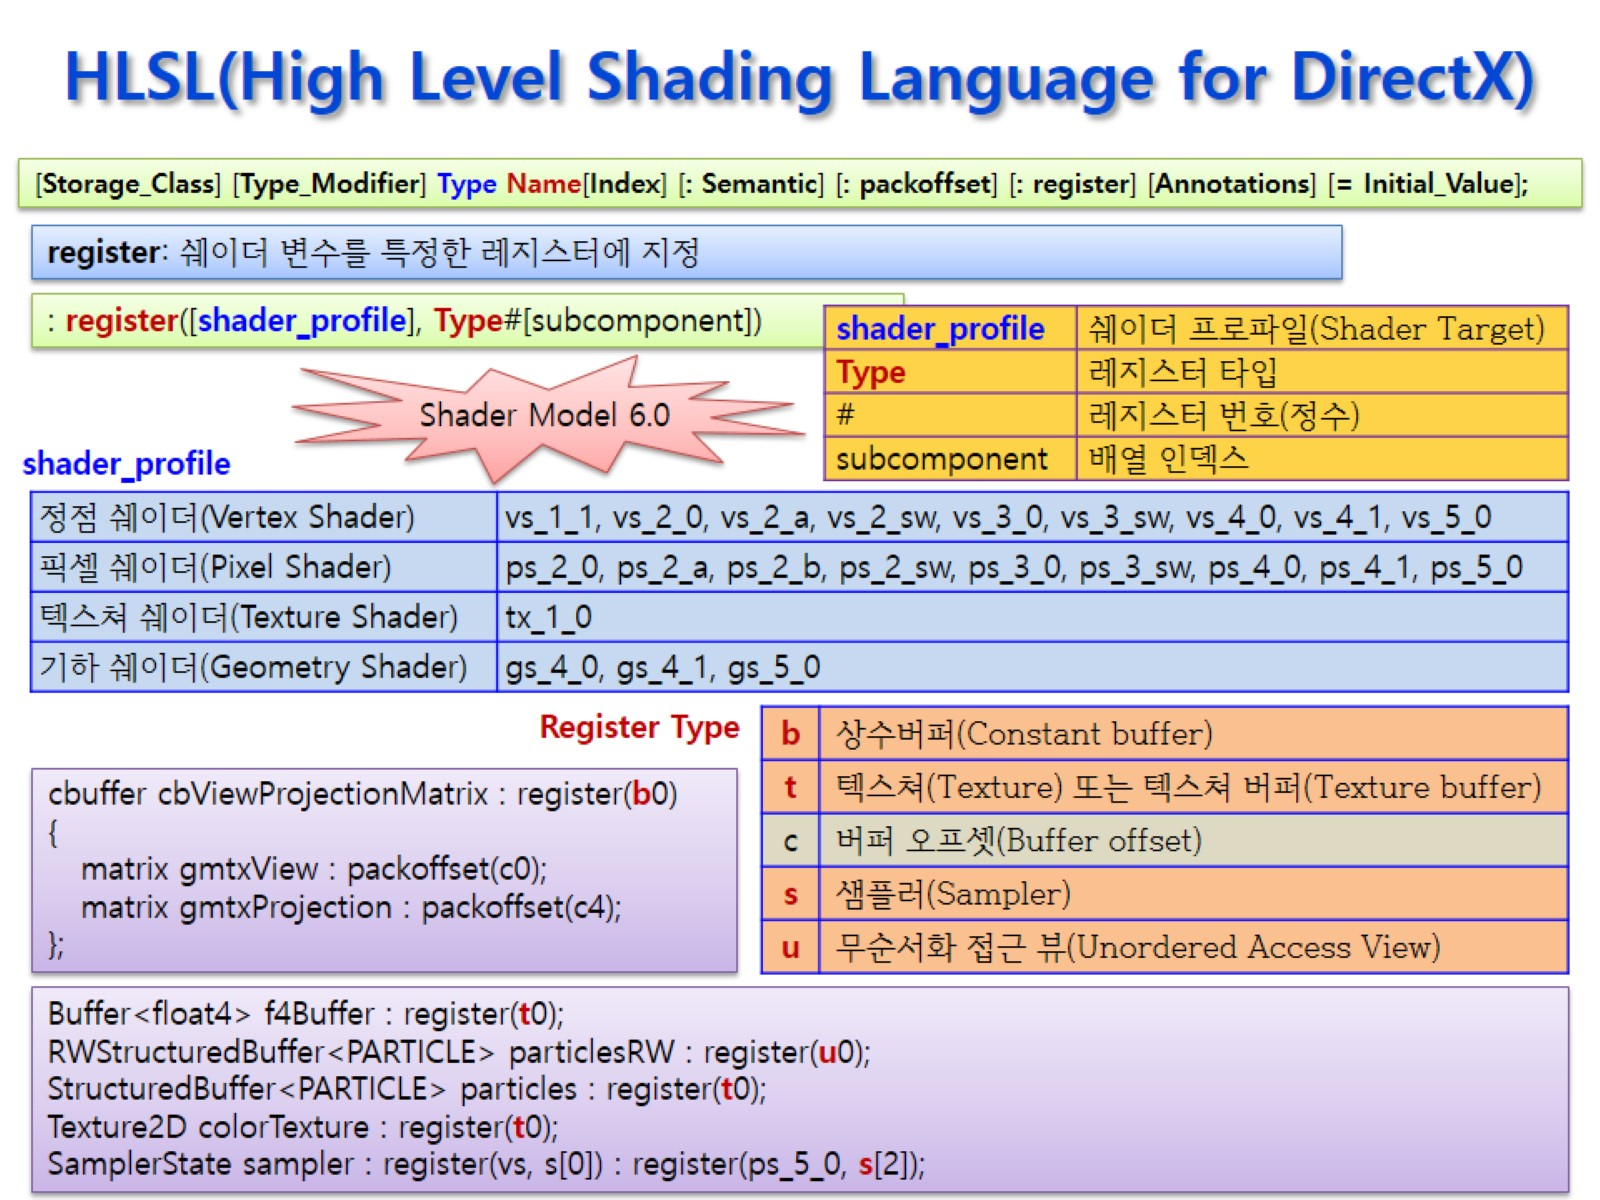 HLSL(High Level Shading Language for DirectX)
[Storage_Class] [Type_Modifier] Type Name[Index] [: Semantic] [: packoffset] [: register] [Annotations] [= Initial_Value];
register: 쉐이더 변수를 특정한 레지스터에 지정
: register([shader_profile], Type#[subcomponent])
shader_profile 쉐이더 프로파일(Shader Target)
Type 레지스터 타입
# 레지스터 번호(정수)
subcomponent 배열 인덱스
Shader Model 6.0
shader_profile
정점 쉐이더(Vertex Shader) vs_1_1, vs_2_0, vs_2_a, vs_2_sw, vs_3_0, vs_3_sw, vs_4_0, vs_4_1, vs_5_0
픽셀 쉐이더(Pixel Shader) ps_2_0, ps_2_a, ps_2_b, ps_2_sw, ps_3_0, ps_3_sw, ps_4_0, ps_4_1, ps_5_0
텍스쳐 쉐이더(Texture Shader) tx_1_0
기하 쉐이더(Geometry Shader) gs_4_0, gs_4_1, gs_5_0
Register Type
b 상수버퍼(Constant buffer)
t 텍스쳐(Texture) 또는 텍스쳐 버퍼(Texture buffer)
c 버퍼 오프셋(Buffer offset)
s 샘플러(Sampler)
u 무순서화 접근 뷰(Unordered Access View)
cbuffer cbViewProjectionMatrix : register(b0)
{
matrix gmtxView : packoffset(c0);
matrix gmtxProjection : packoffset(c4);
};
Buffer<float4> f4Buffer : register(t0);
RWStructuredBuffer<PARTICLE> particlesRW : register(u0);
StructuredBuffer<PARTICLE> particles : register(t0);
Texture2D colorTexture : register(t0);
SamplerState sampler : register(vs, s[0]) : register(ps_5_0, s[2]);